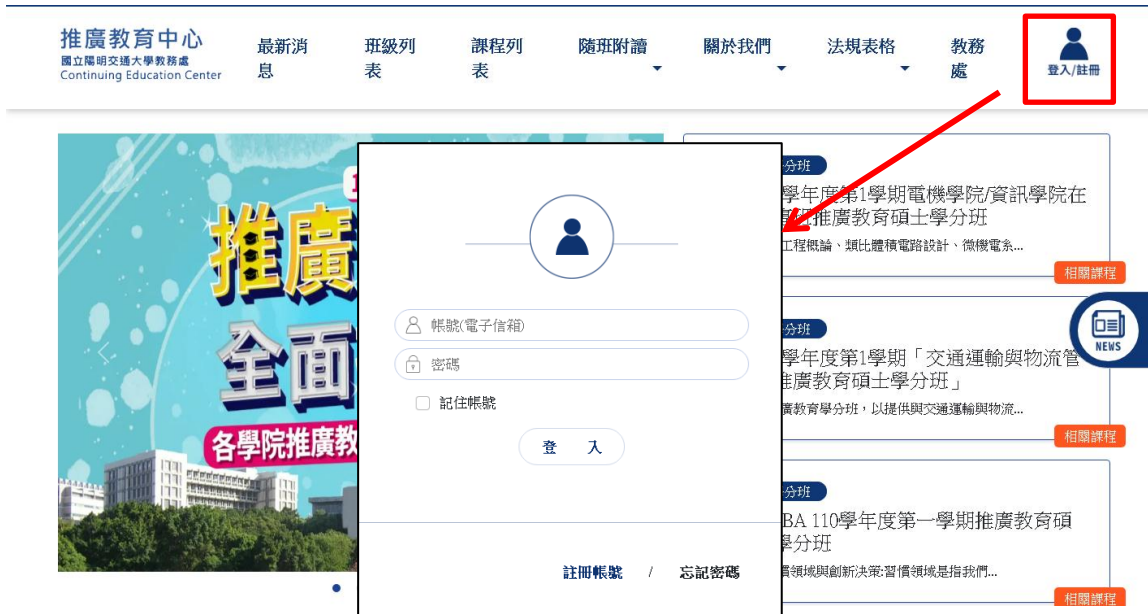 推廣教育中心
國立陽明交通大學教務處
Continuing Education Center
最新消
息
班級列
表
課程列
表
隨班附讀
關於我們
法規表格
教務
處
登入/註冊
推廣
全面
各學院推廣教
帳號(電子信箱)
密碼
記住帳號
登 入
註冊帳號 / 忘記密碼
分班
學年度第1學期電機學院/資訊學院在
推廣教育碩士學分班
工程概論、類比體積電路設計、微機電系...
相關課程
分班
學年度第1學期「交通運輸與物流管
推廣教育碩士學分班」
廣教育學分班，以提供與交通運輸與物流...
相關課程
NEWS
分班
BA 110學年度第一學期推廣教育碩
學分班
慣領域與創新決策:習慣領域是指我們...
相關課程